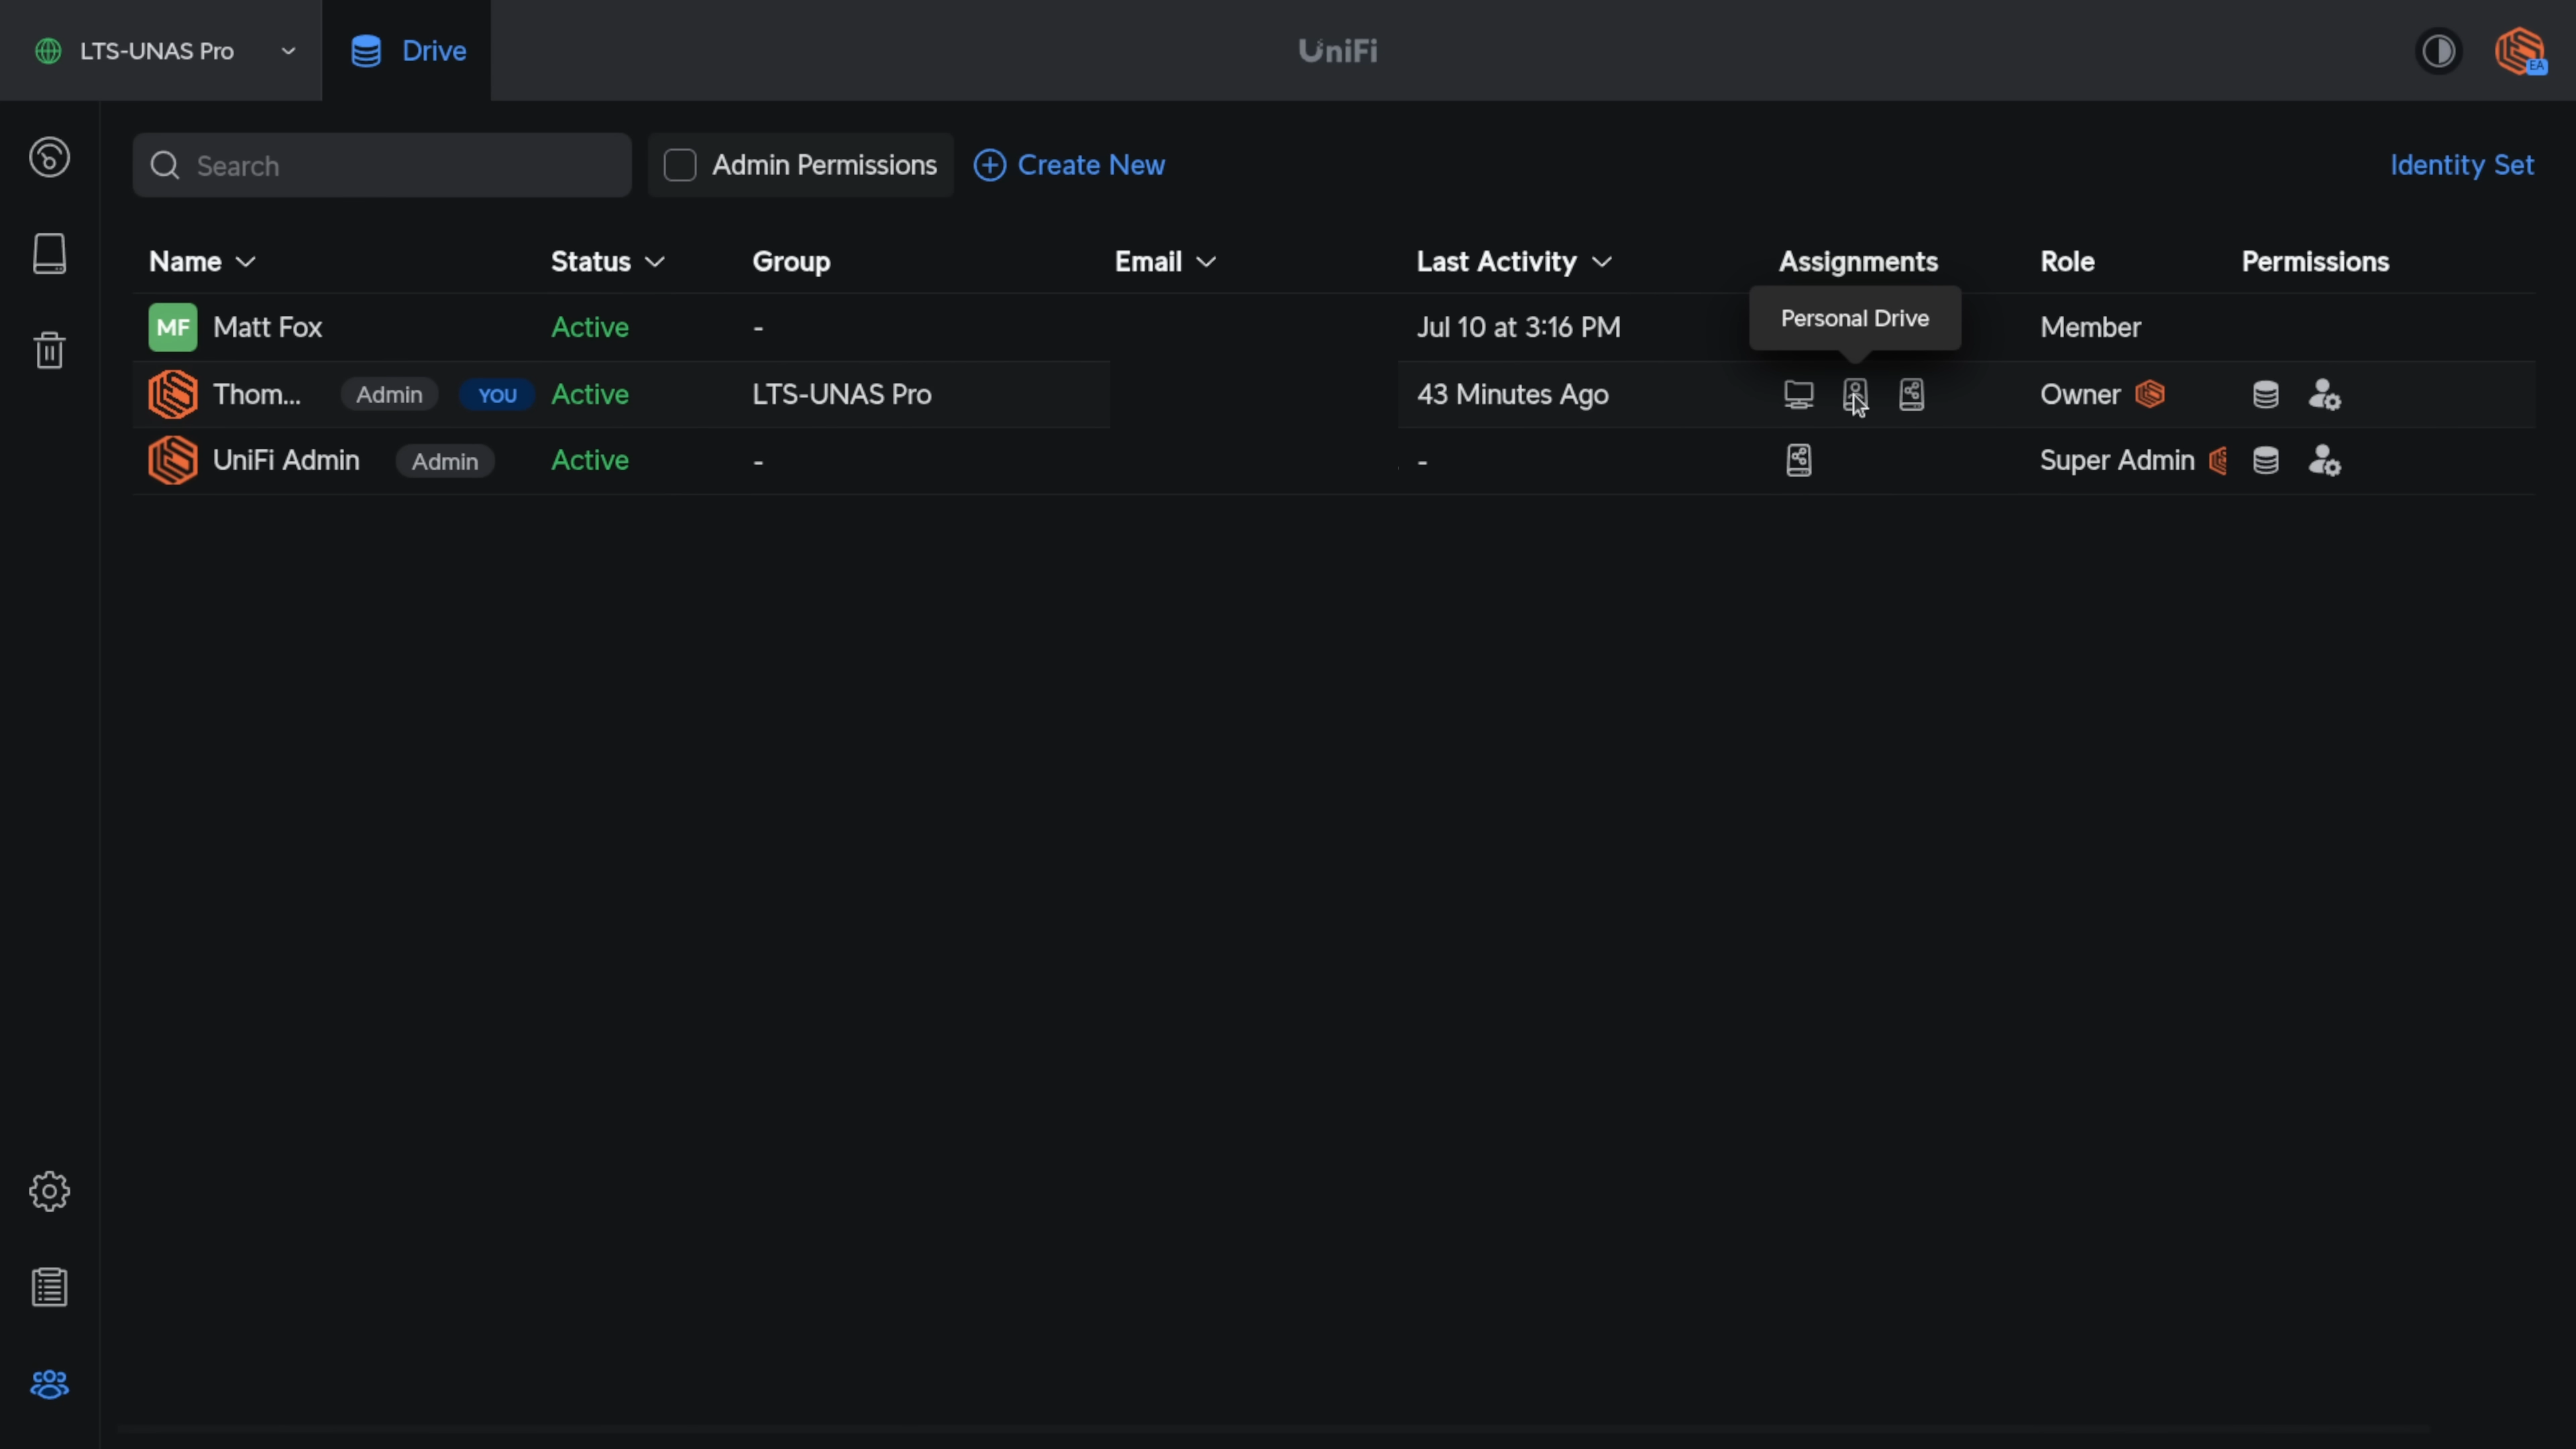 LTS-UNAS Pro Drive UniFi EA
Search Admin Permissions Create New Identity Set
Name Status Group Email Last Activity Assignments Role Permissions
MF Matt Fox Active - Jul 10 at 3:16 PM Personal Drive Member
Thom... Admin YOU Active LTS-UNAS Pro 43 Minutes Ago Owner
UniFi Admin Admin Active - - Super Admin